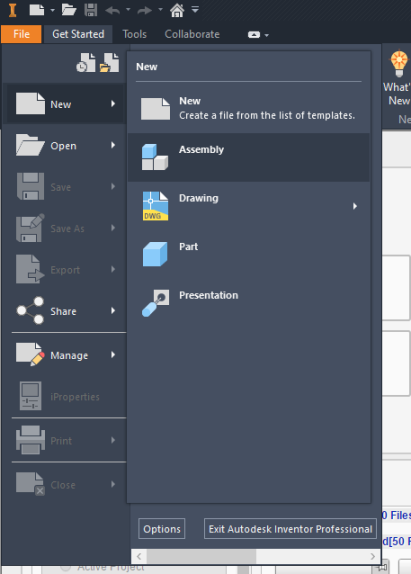 File Get Started Tools Collaborate
New
What'
New
Ne
New
New
Create a file from the list of templates.
Open
Assembly
Save
Drawing
DWG
Save As
Part
Export
Presentation
Share
Manage
iProperties
Print
Close
0 Files
Options Exit Autodesk Inventor Professional
d[50 F
Active Project